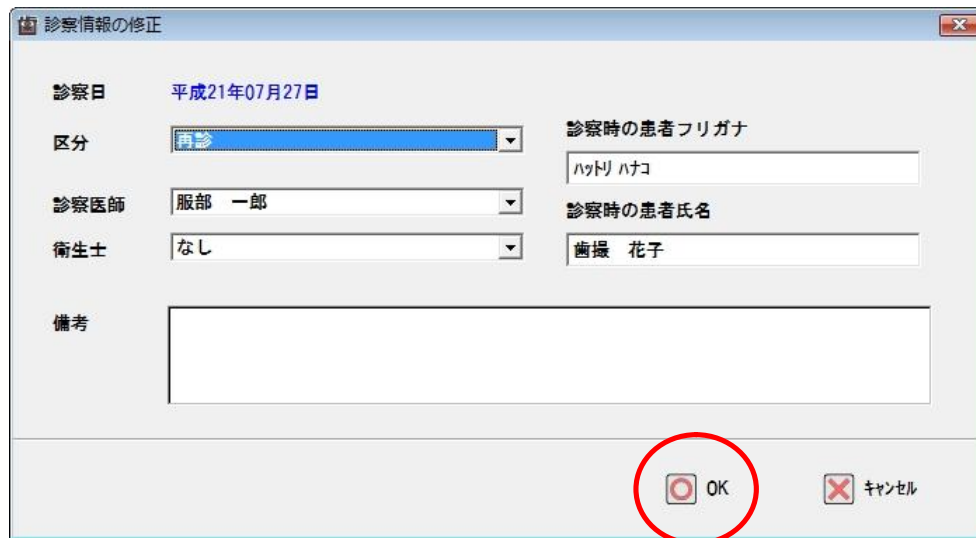 歯 診察情報の修正
診察日 平成21年07月27日
区分 再診
診察時の患者フリガナ
ﾊｯﾄﾘ ﾊﾅｺ
診察医師 服部 一郎
診察時の患者氏名
衛生士 なし
歯撮 花子
備考
OK ｷｬﾝｾﾙ